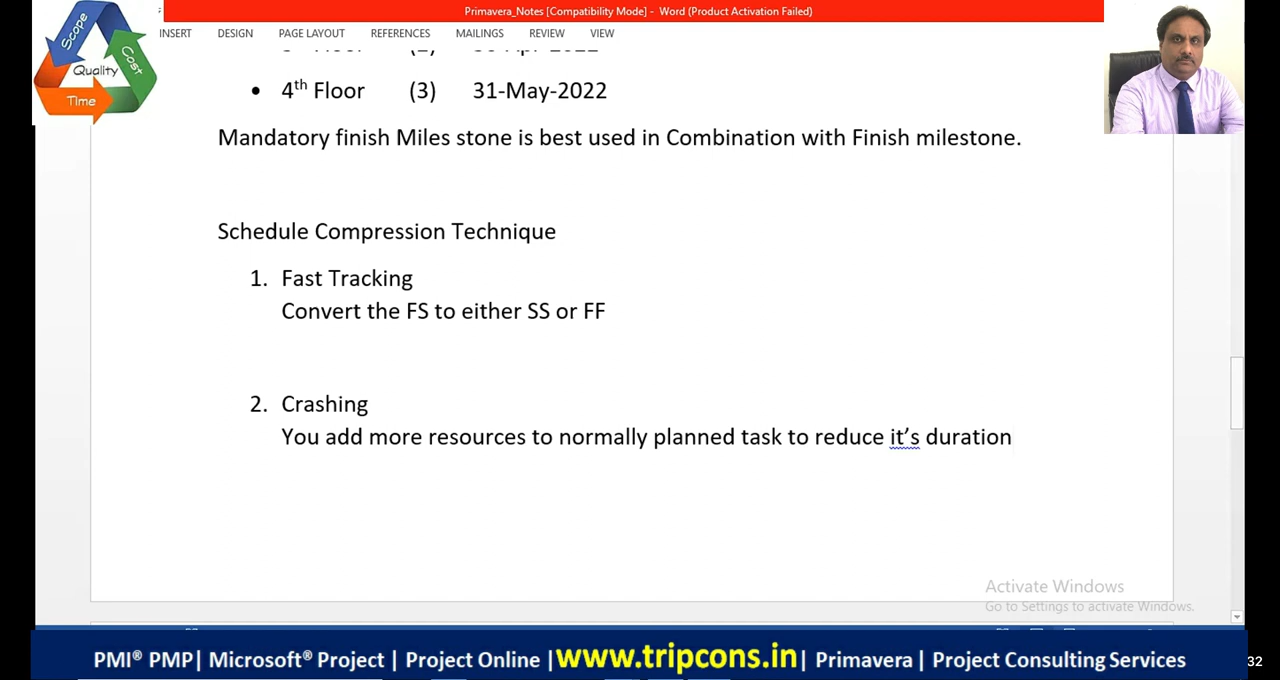 Primavera_Notes [Compatibility Mode] - Word (Product Activation Failed)
INSERT DESIGN PAGE LAYOUT REFERENCES MAILINGS REVIEW VIEW
Scope
Cost
Quality
Time
• 4th Floor (3) 31-May-2022
Mandatory finish Miles stone is best used in Combination with Finish milestone.
Schedule Compression Technique
1. Fast Tracking
Convert the FS to either SS or FF
2. Crashing
You add more resources to normally planned task to reduce it’s duration
Activate Windows
Go to Settings to activate Windows.
PMI® PMP| Microsoft® Project | Project Online |www.tripcons.in| Primavera | Project Consulting Services
32